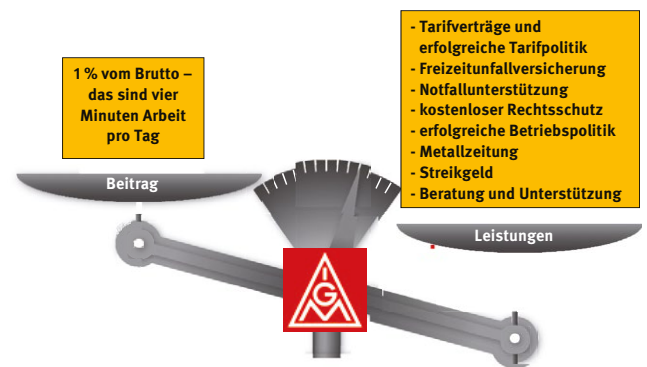 1 % vom Brutto –
das sind vier
Minuten Arbeit
pro Tag
Beitrag
- Tarifverträge und
erfolgreiche Tarifpolitik
- Freizeitunfallversicherung
- Notfallunterstützung
- kostenloser Rechtsschutz
- erfolgreiche Betriebspolitik
- Metallzeitung
- Streikgeld
- Beratung und Unterstützung
Leistungen
IGM